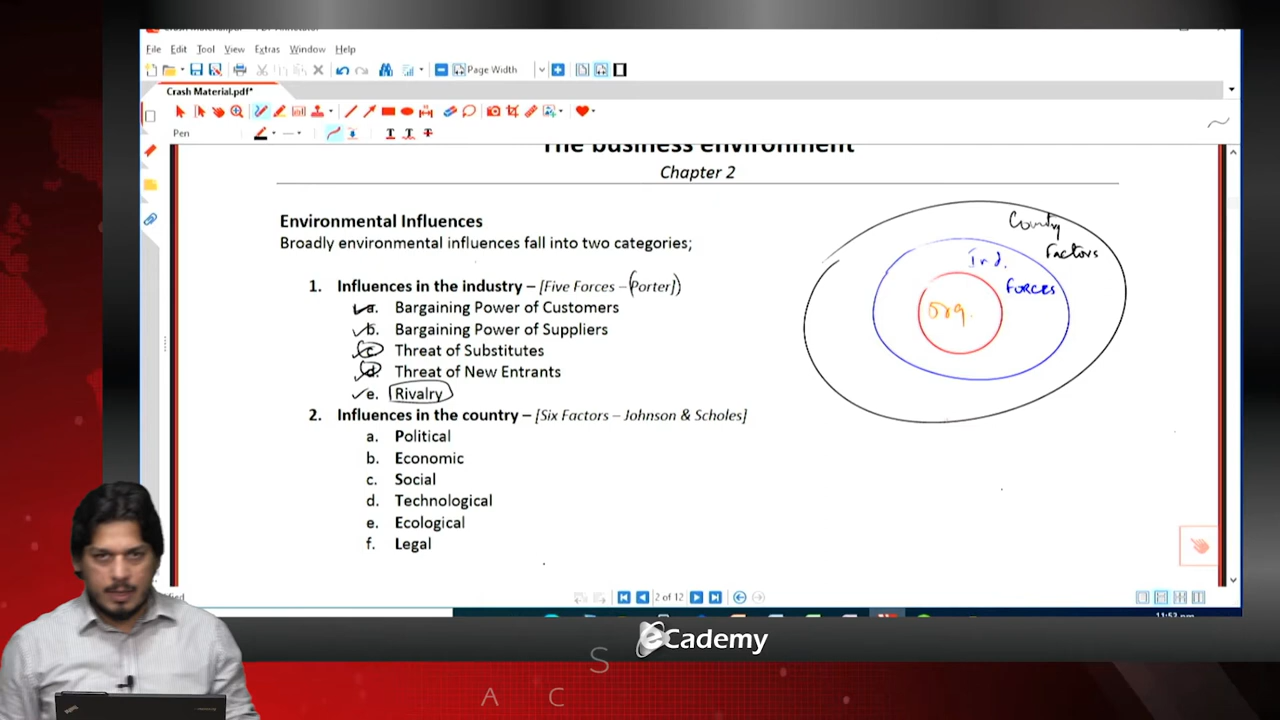 File Edit Tool View Extras Window Help
Page Width
Crash Material.pdf*
Pen
The business environment
Chapter 2
Environmental Influences
Broadly environmental influences fall into two categories;
1. Influences in the industry – [Five Forces – (Porter])
a. Bargaining Power of Customers
b. Bargaining Power of Suppliers
c. Threat of Substitutes
d. Threat of New Entrants
e. Rivalry
2. Influences in the country – [Six Factors – Johnson & Scholes]
a. Political
b. Economic
c. Social
d. Technological
e. Ecological
f. Legal
Country
Factors
Ind.
Forces
Org.
2 of 12
11:53 pm
eCademy
S
A C